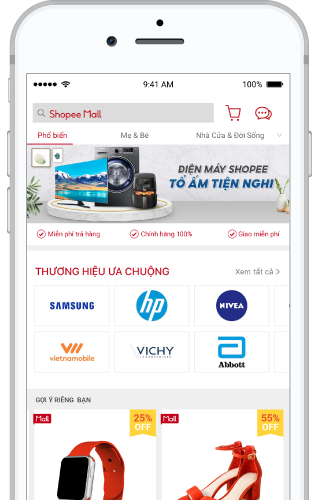 9:41 AM
100%
Shopee Mall
Phổ biến
Mẹ & Bé
Nhà Cửa & Đời Sống
DIỆN MÁY SHOPEE
TỔ ẤM TIỆN NGHI
Miễn phí trả hàng
Chính hãng 100%
Giao miễn phí
THƯƠNG HIỆU ƯA CHUỘNG
Xem tất cả >
SAMSUNG
hp
NIVEA
vietnamobile
VICHY
LABORATOIRES
Abbott
GỢI Ý RIÊNG BẠN
Mall
25%
OFF
Mall
55%
OFF